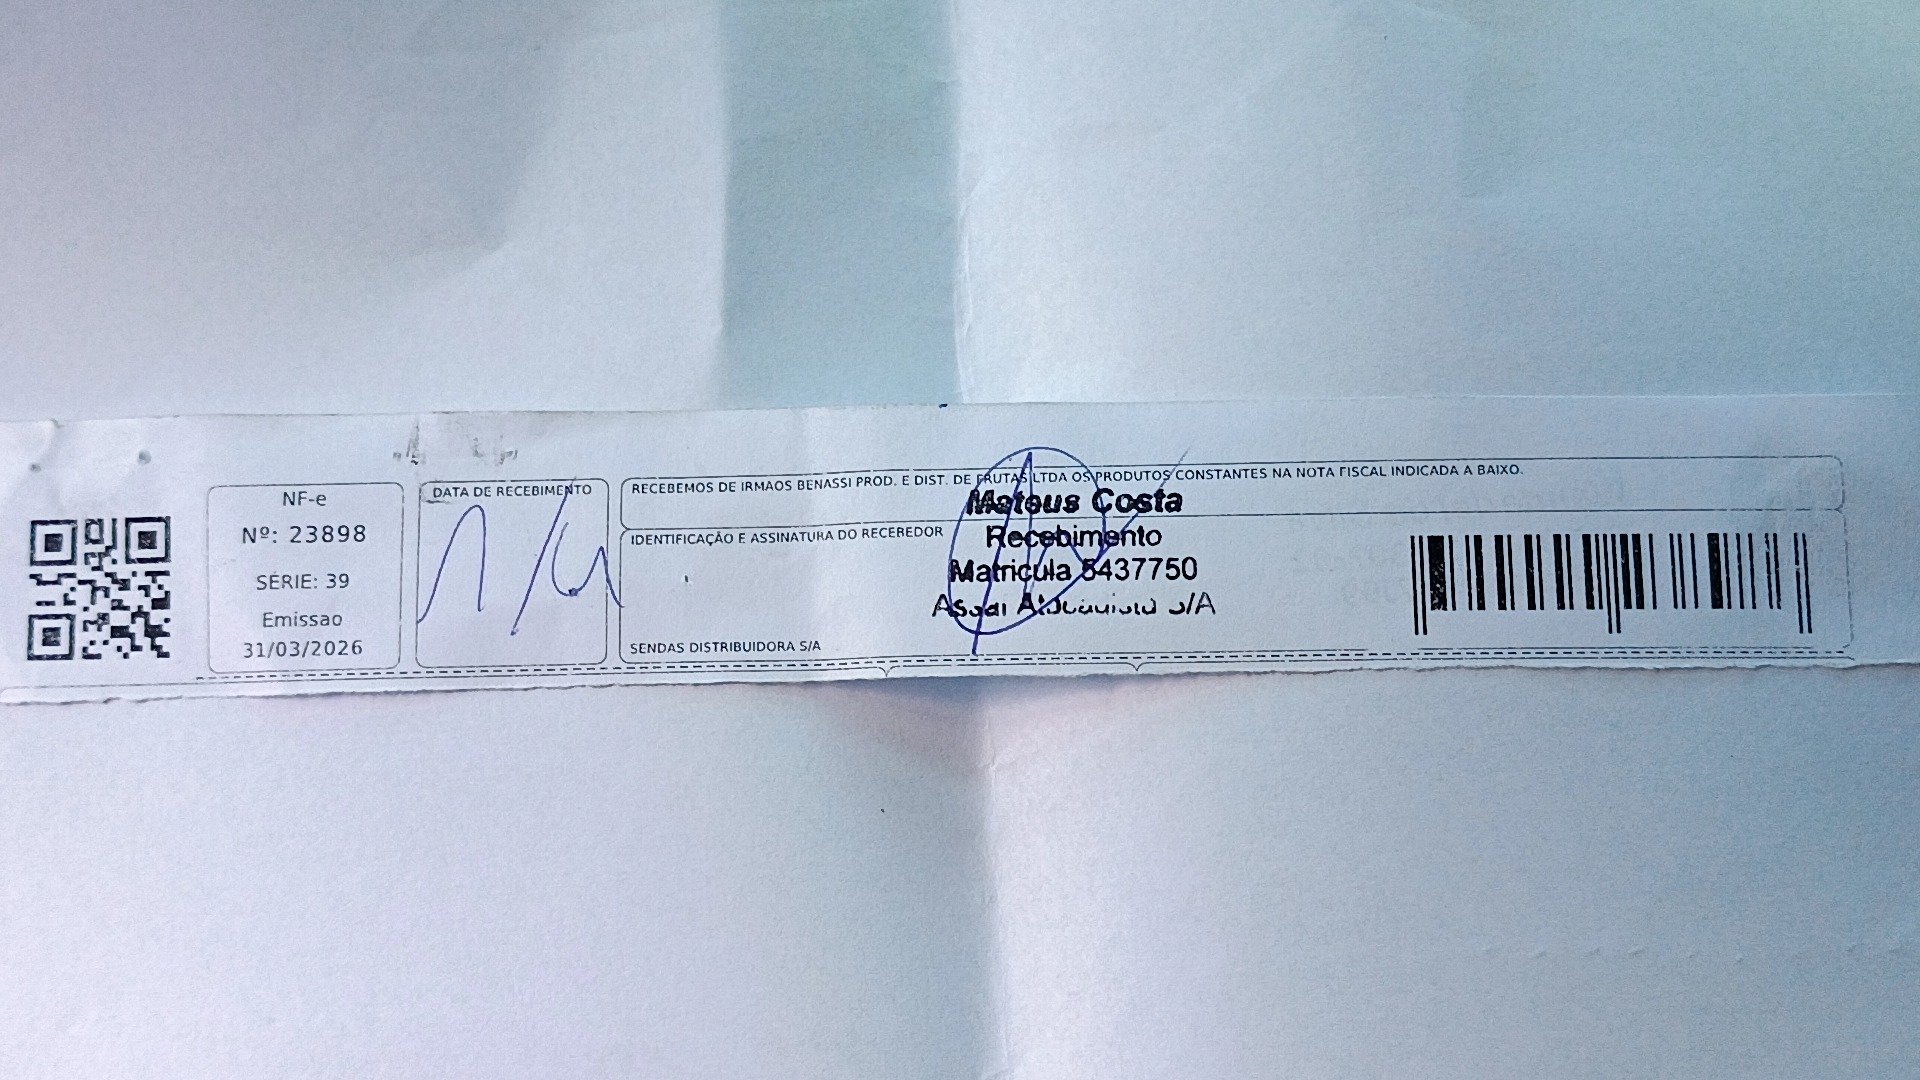 NF-e
Nº: 23898
SÉRIE: 39
Emissao
31/03/2026
DATA DE RECEBIMENTO
1/4
RECEBEMOS DE IRMAOS BENASSI PROD. E DIST. DE FRUTAS LTDA OS PRODUTOS CONSTANTES NA NOTA FISCAL INDICADA A BAIXO.
IDENTIFICAÇÃO E ASSINATURA DO RECEBEDOR
Mateus Costa
Recebimento
Matricula 5437750
S/A
SENDAS DISTRIBUIDORA S/A